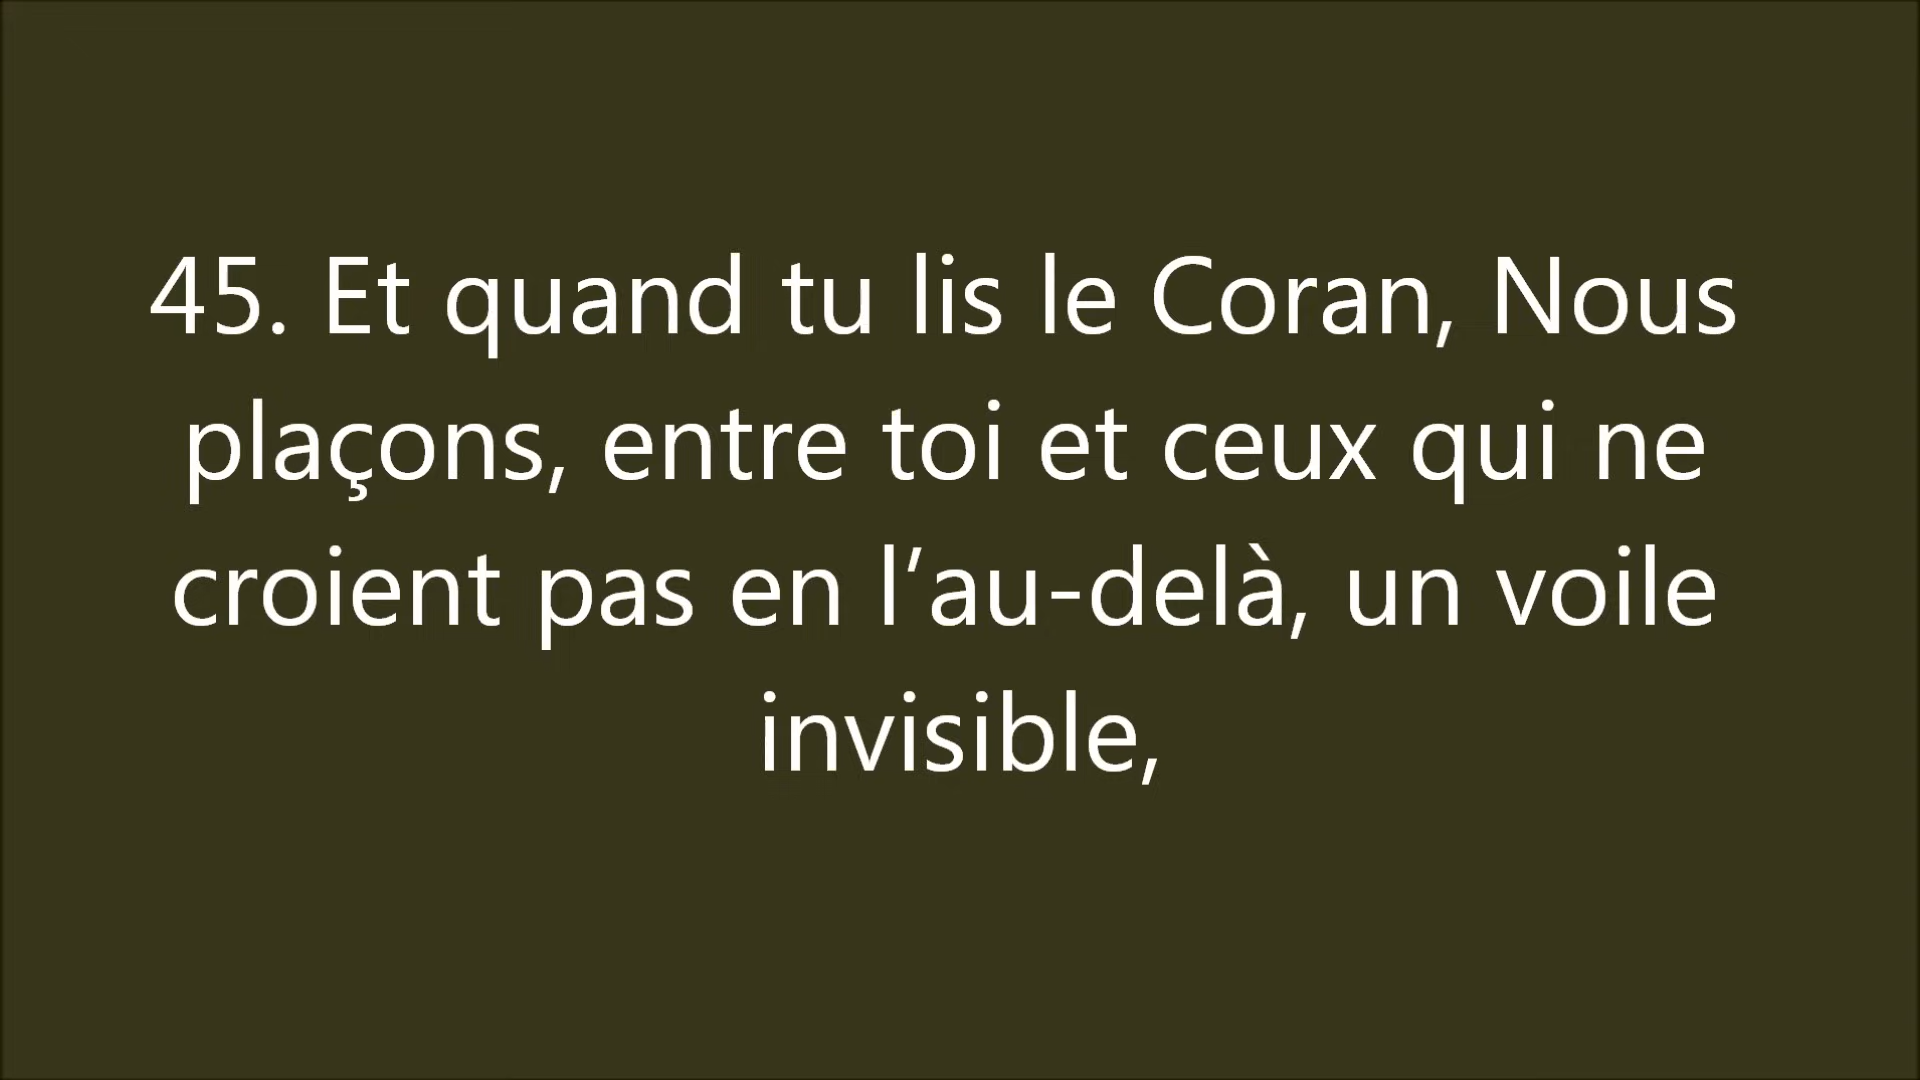 45. Et quand tu lis le Coran, Nous
plaçons, entre toi et ceux qui ne
croient pas en l’au-delà, un voile
invisible,